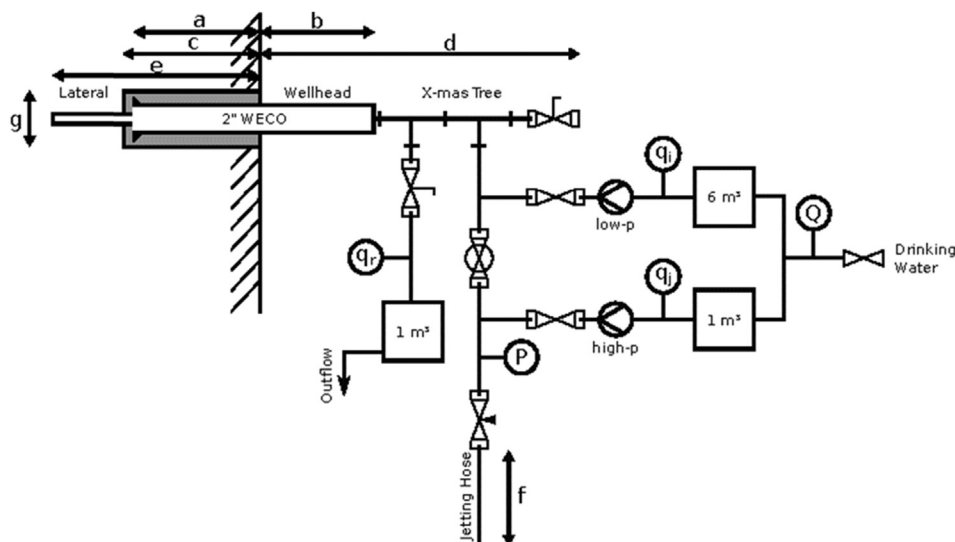 a
b
c
d
e
Lateral
Wellhead
X-mas Tree
g
2" WECO
qi
6 m³
low-p
Q
Drinking
Water
qr
qj
1 m³
1 m³
high-p
P
Outflow
Jetting Hose
f